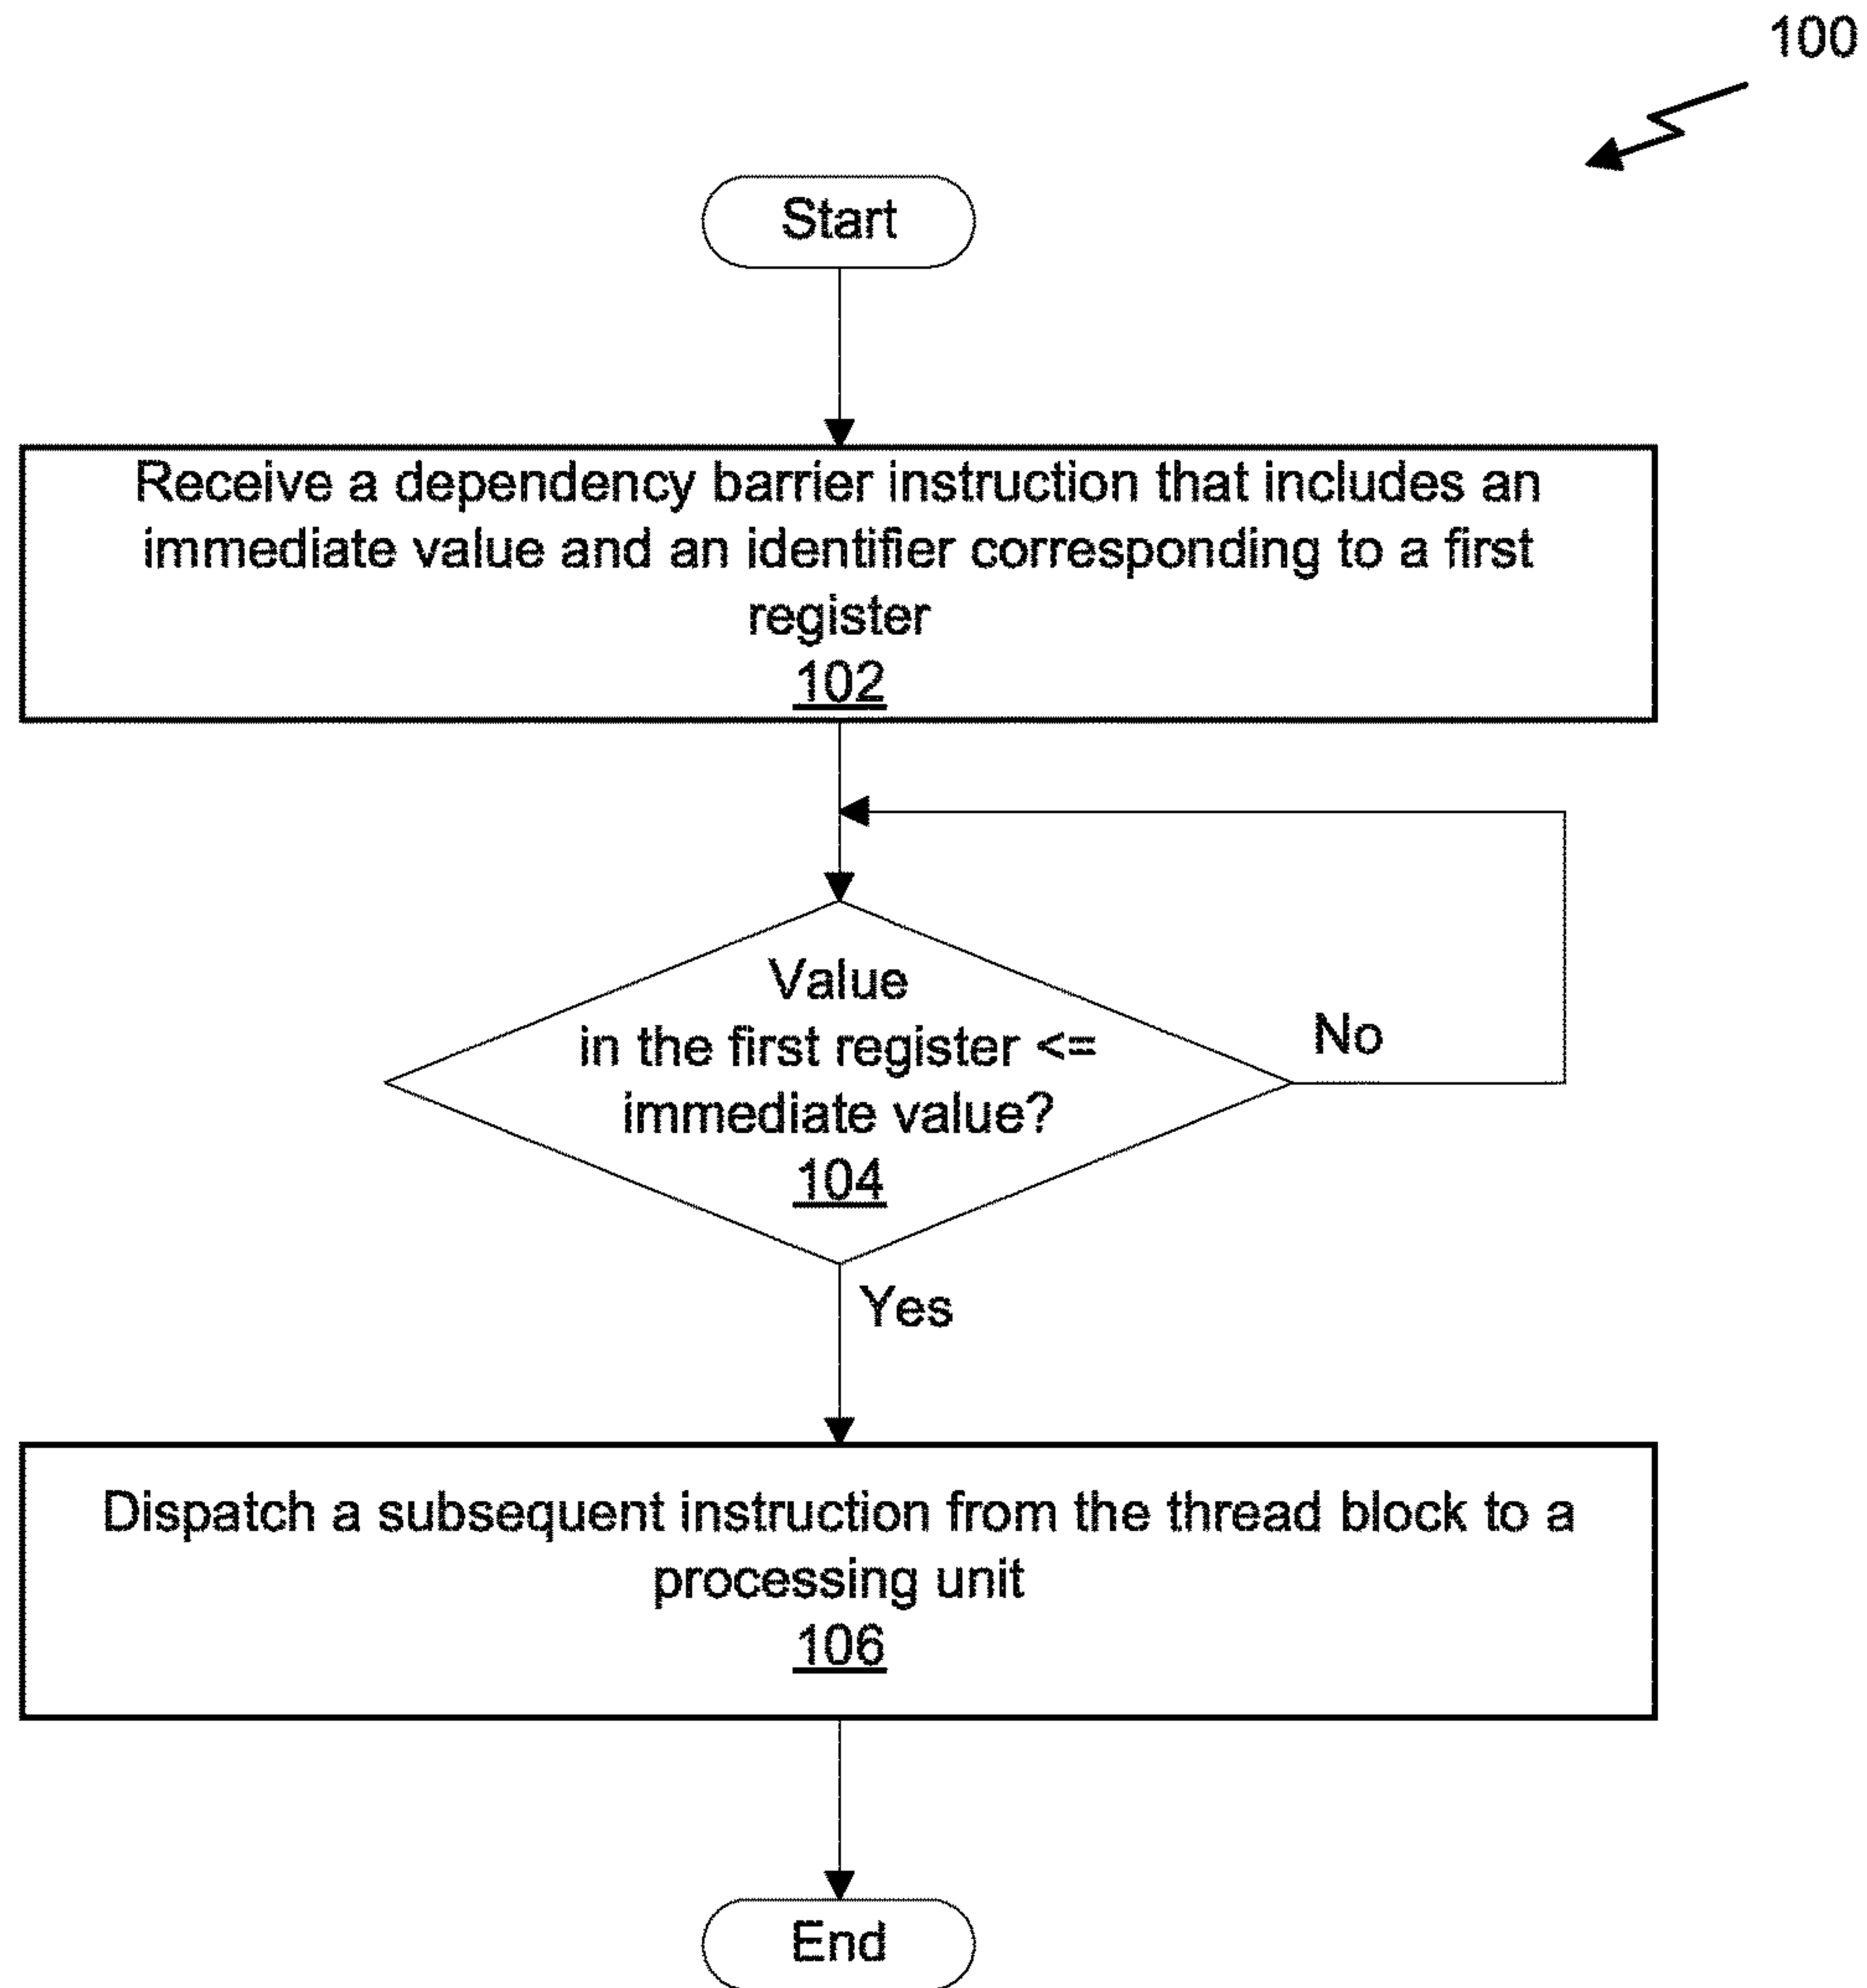 100
Start
Receive a dependency barrier instruction that includes an
immediate value and an identifier corresponding to a first
register
102
Value
in the first register <=
immediate value?
104
No
Yes
Dispatch a subsequent instruction from the thread block to a
processing unit
106
End